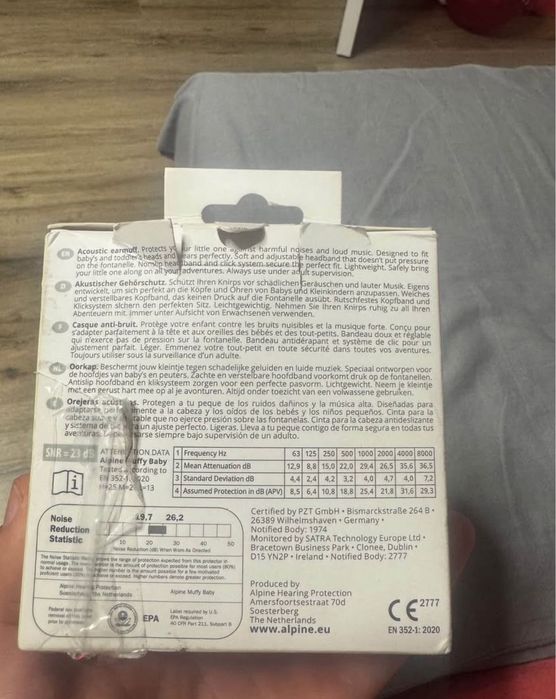 EN Acoustic earmuff. Protects your little one against harmful noises and loud music. Designed to fit
baby's and toddler's heads and ears perfectly. Soft and adjustable headband that doesn't put pressure
on the fontanelle. Nonslip headband and click system secure the perfect fit. Lightweight. Safely bring
your little one along on all your adventures. Always use under adult supervision.
D Akustischer Gehörschutz. Schützt Ihren Knirps vor schädlichen Geräuschen und lauter Musik. Eigens
entwickelt, um sich perfekt an die Köpfe und Ohren von Babys und Kleinkindern anzupassen. Weiches
und verstellbares Kopfband, das keinen Druck auf die Fontanelle ausübt. Rutschfestes Kopfband und
Klicksystem sichern den perfekten Sitz. Leichtgewichtig. Nehmen Sie Ihren Knirps ruhig zu all Ihren
Abenteuern mit. Immer unter Aufsicht von Erwachsenen verwenden.
F Casque anti-bruit. Protège votre enfant contre les bruits nuisibles et la musique forte. Conçu pour
s'adapter parfaitement à la tête et aux oreilles des bébés et des tout-petits. Bandeau doux et réglable
qui n'exerce pas de pression sur la fontanelle. Bandeau antidérapant et système de clic pour un
ajustement parfait. Léger. Emmenez votre tout-petit en toute sécurité dans toutes vos aventures.
Toujours utiliser sous la surveillance d'un adulte.
NL Oorkap. Beschermt jouw kleintje tegen schadelijke geluiden en luide muziek. Speciaal ontworpen voor
de hoofdjes van baby's en peuters. Zachte en verstelbare hoofdband voorkomt druk op de fontanel.
Antislip hoofdband en kliksysteem zorgen voor een perfecte pasvorm. Lichtgewicht. Neem je kleintje
met een gerust hart mee op al je avonturen. Altijd onder toezicht van een volwassene gebruiken.
Orejeras Protegen a tu peque de los ruidos dañinos y la música alta. Diseñadas para
adaptarse a la cabeza y los oídos de los bebés y los niños pequeños. Cinta para la
cabeza que no ejerce presión sobre las fontanelas. Cinta para la cabeza antideslizante
y sistema de un ajuste perfecto. Ligeras. Lleva a tu peque contigo de forma segura en todas tus
aventuras. siempre bajo supervisión de un adulto.
SNR = 23 dB
DATA
Alpine Muffy Baby
Tested according to
EN 352-1: 2020
1 Frequency Hz 63 125 250 500 1000 2000 4000 8000
2 Mean Attenuation dB 12,9 8,8 15,0 22,0 29,4 26,5 35,6 36,5
3 Standard Deviation dB 4,4 2,4 4,2 3,2 4,0 4,7 4,0 7,2
4 Assumed Protection in dB (APV) 8,5 6,4 10,8 18,8 25,4 21,8 31,6 29,3
Noise
Reduction
Statistic
19,7 26,2
10 20 30 40 50
Noise Reduction (dB) When Worn As Directed
Alpine Hearing Protection
Soesterberg, The Netherlands
Alpine Muffy Baby
EPA
Label required by U.S.
EPA Regulation
40 CFR Part 211, Subpart B
Certified by PZT GmbH • Bismarckstraße 264 B •
26389 Wilhelmshaven • Germany •
Notified Body: 1974
Monitored by SATRA Technology Europe Ltd •
Bracetown Business Park • Clonee, Dublin •
D15 YN2P • Ireland • Notified Body: 2777
Produced by
Alpine Hearing Protection
Amersfoortsestraat 70d
Soesterberg
The Netherlands
www.alpine.eu
CE 2777
EN 352-1: 2020